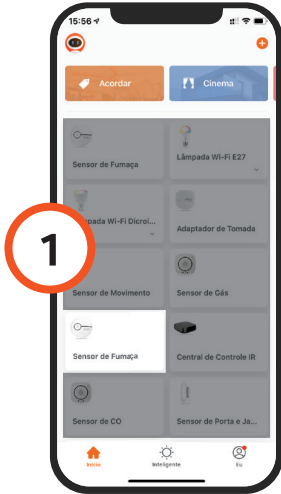 15:56
Acordar
Cinema
Sensor de Fumaça
Lâmpada Wi-Fi E27
pada Wi-Fi Dicroi...
Adaptador de Tomada
1
Sensor de Movimento
Sensor de Gás
Sensor de Fumaça
Central de Controle IR
Sensor de CO
Sensor de Porta e Ja...
Início
Inteligente
Eu